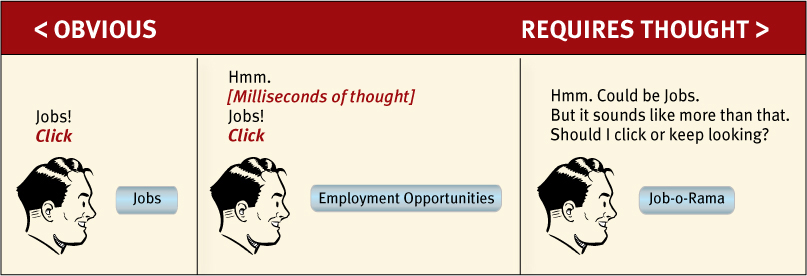 < OBVIOUS
REQUIRES THOUGHT >
Jobs!
Click
Jobs
Hmm.
[Milliseconds of thought]
Jobs!
Click
Employment Opportunities
Hmm. Could be Jobs.
But it sounds like more than that.
Should I click or keep looking?
Job-o-Rama